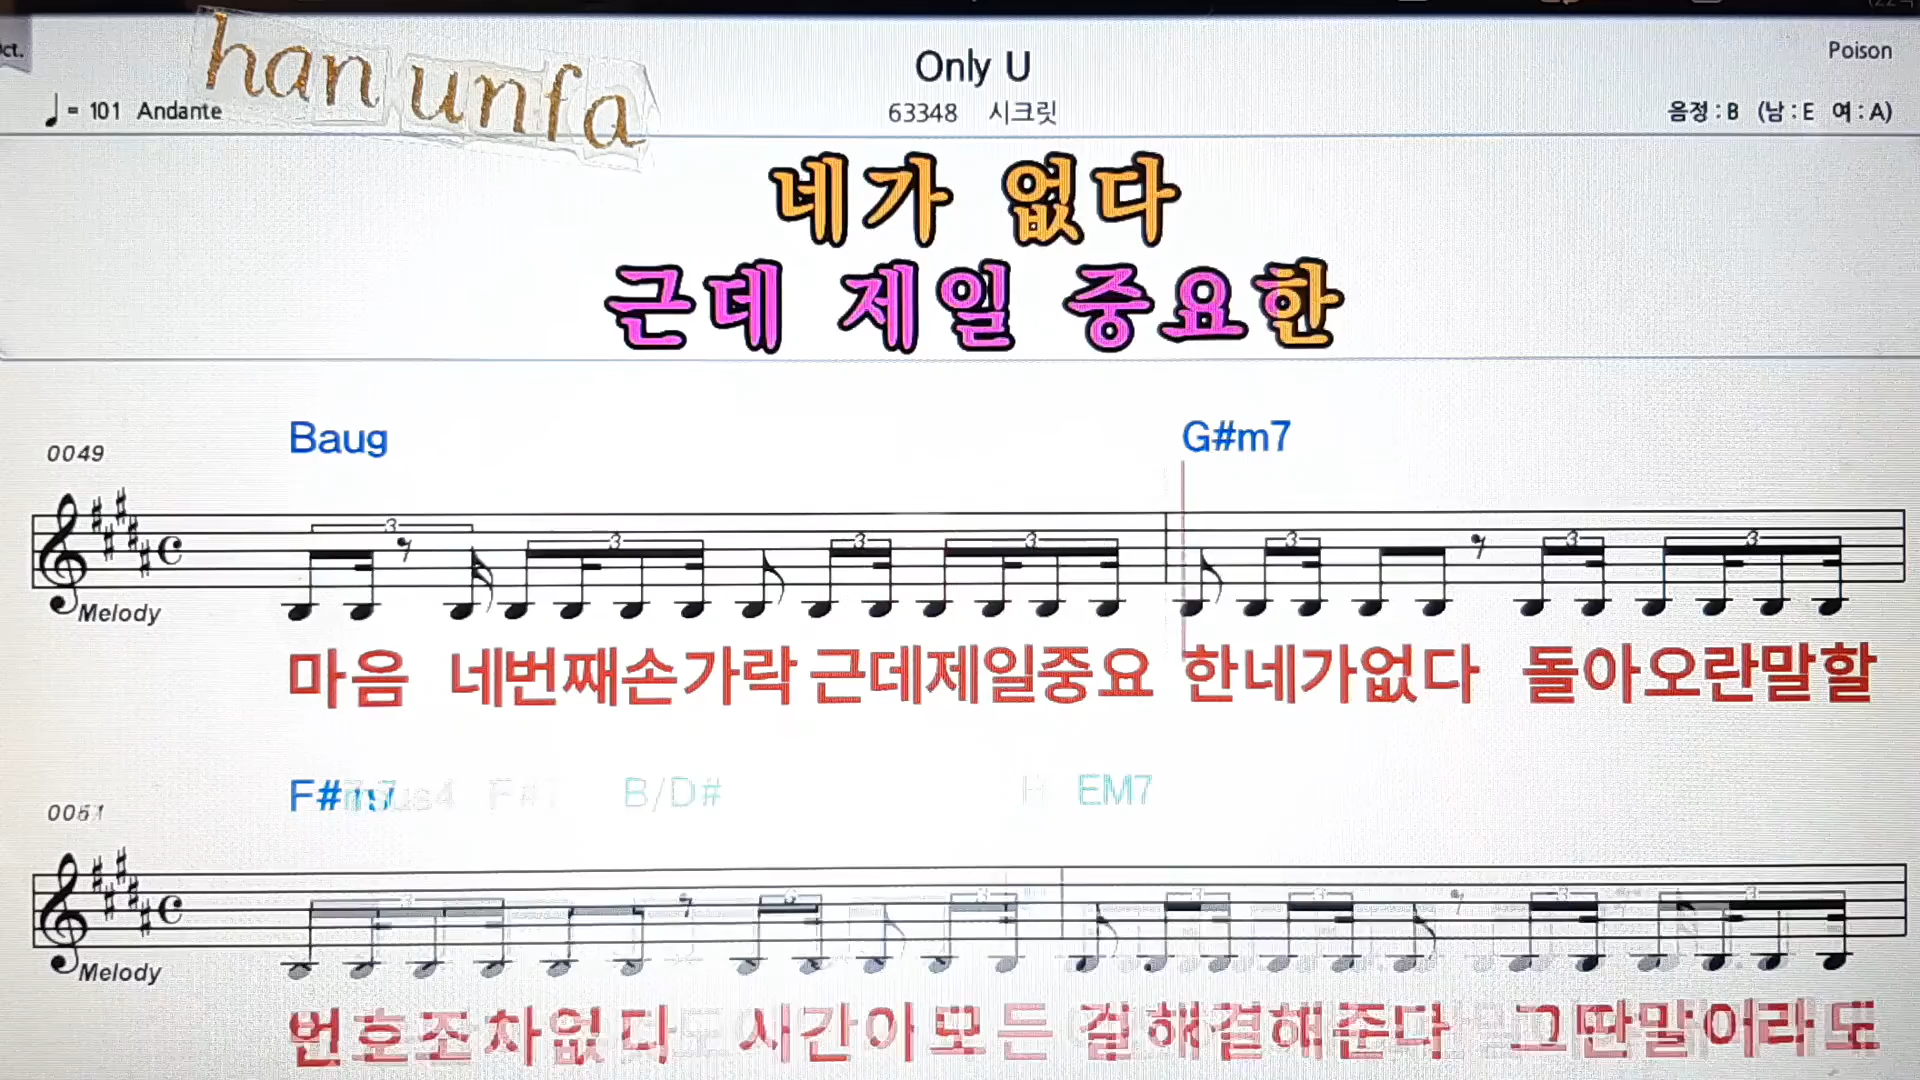 ct.
han unfa
Only U
Poison
♩= 101 Andante
63348 시크릿
음정 : B (남 : E 여 : A)
네가 없다
근데 제일 중요한
Baug G#m7
0049
3 3 3 3 3 3 3
Melody
마음 네번째손가락근데제일중요 한네가없다 돌아오란말할
B/D# EM7
Melody
번호조차없다 시간이모든 걸해결해준다 그딴말이라도